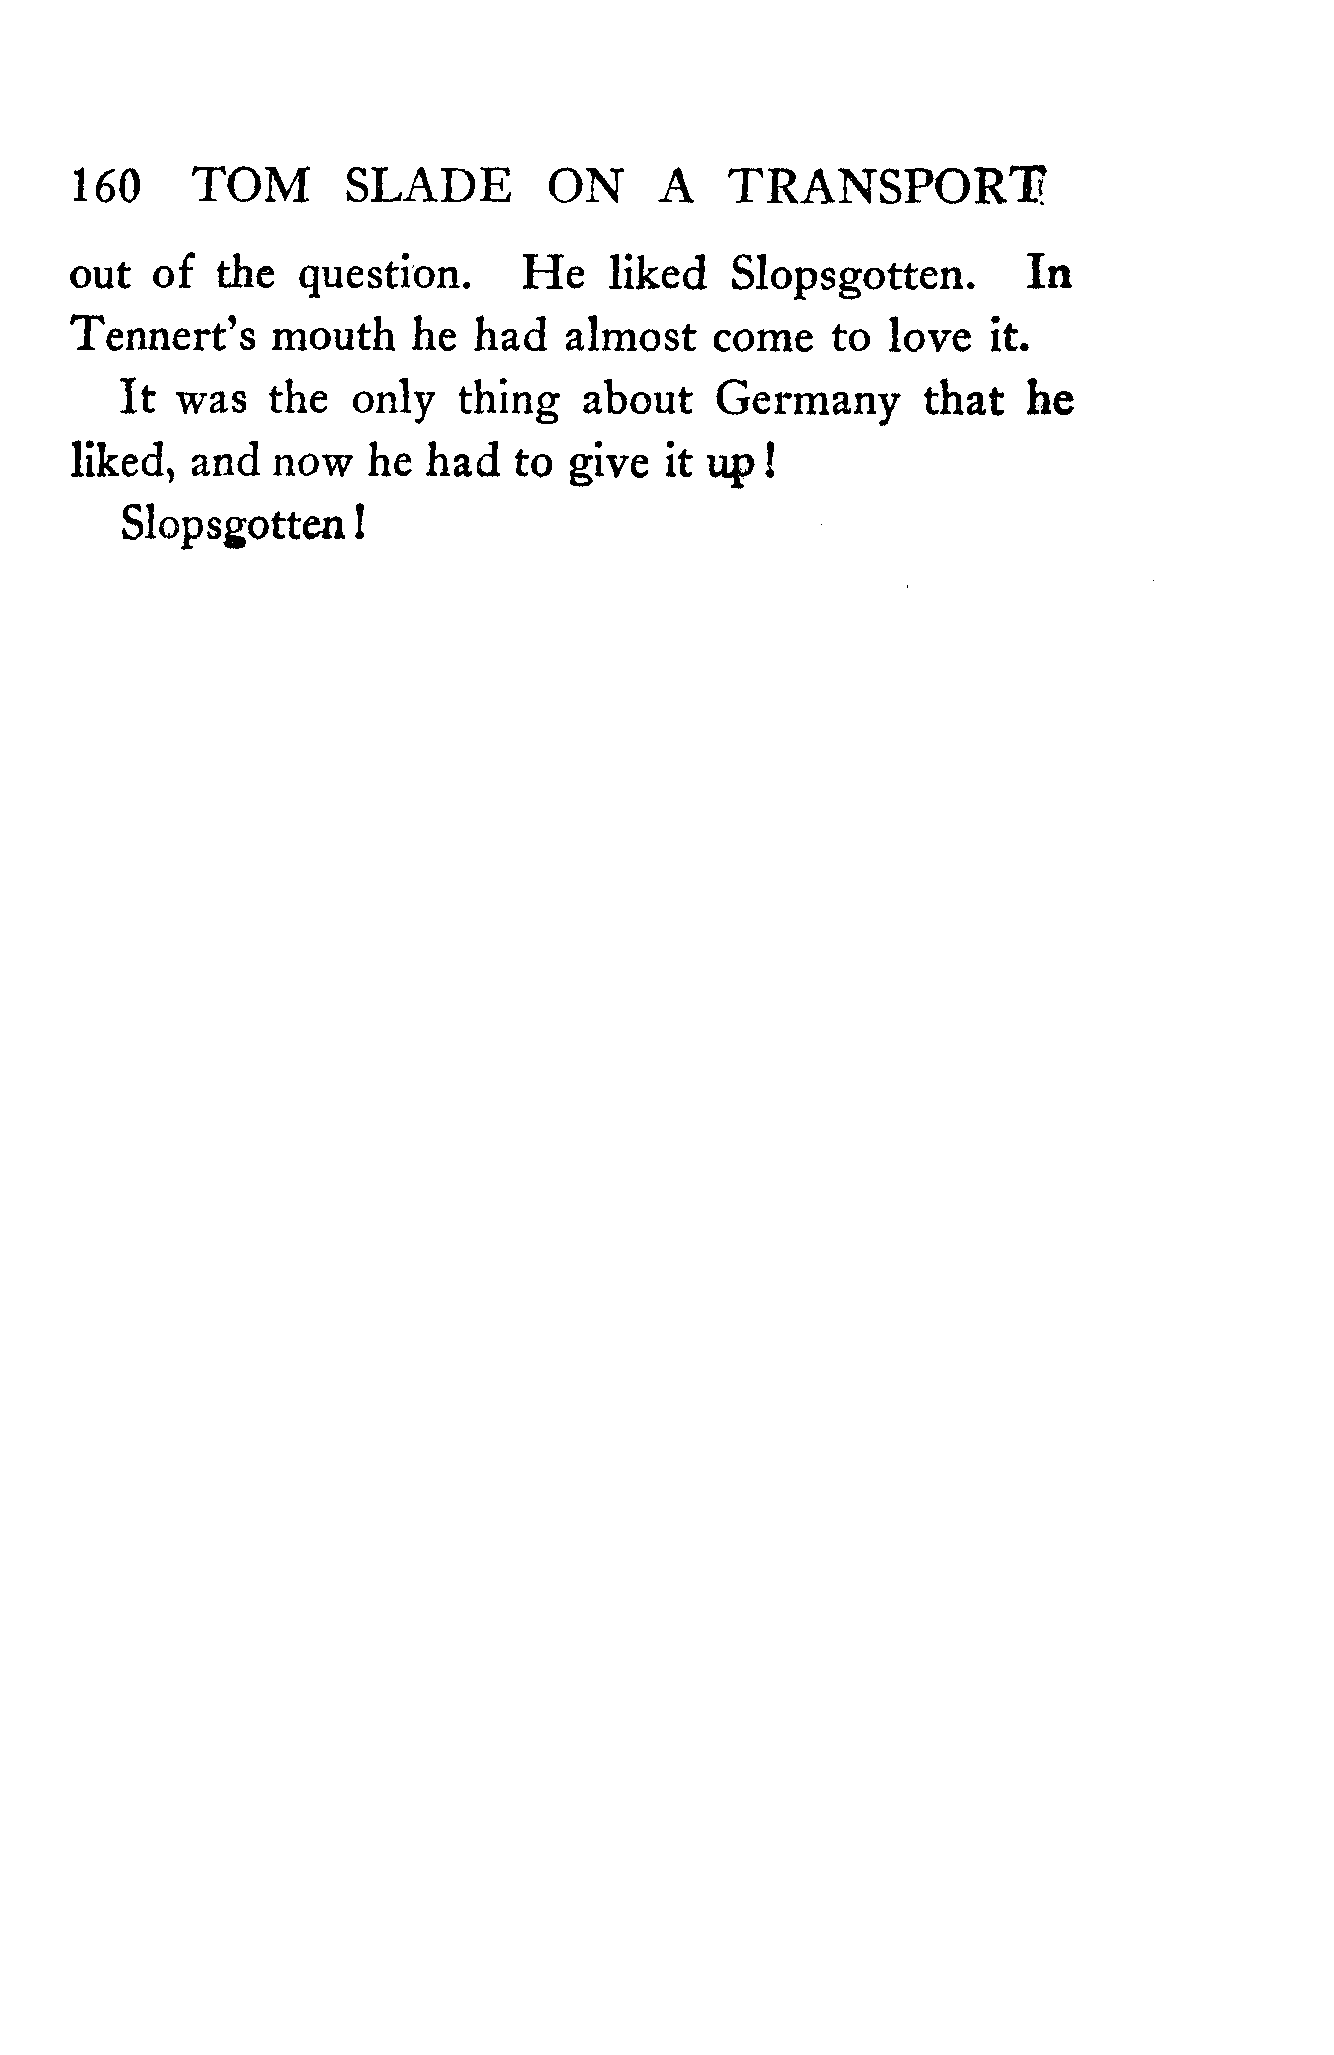 160 TOM SLADE ON A TRANSPORT
out of the question. He liked Slopsgotten. In
Tennert's mouth he had almost come to love it.
It was the only thing about Germany that he
liked, and now he had to give it up!
Slopsgotten!